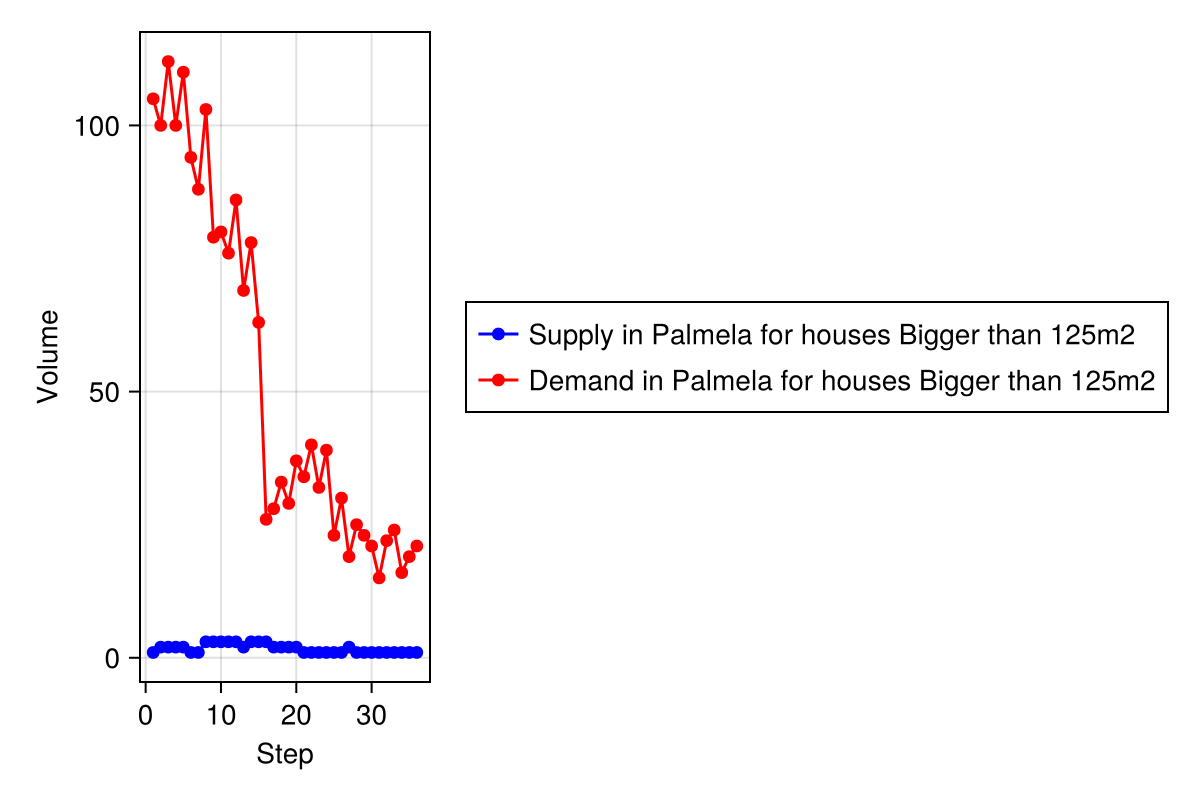 100
50
0
Volume
0 10 20 30
Step
Supply in Palmela for houses Bigger than 125m2
Demand in Palmela for houses Bigger than 125m2